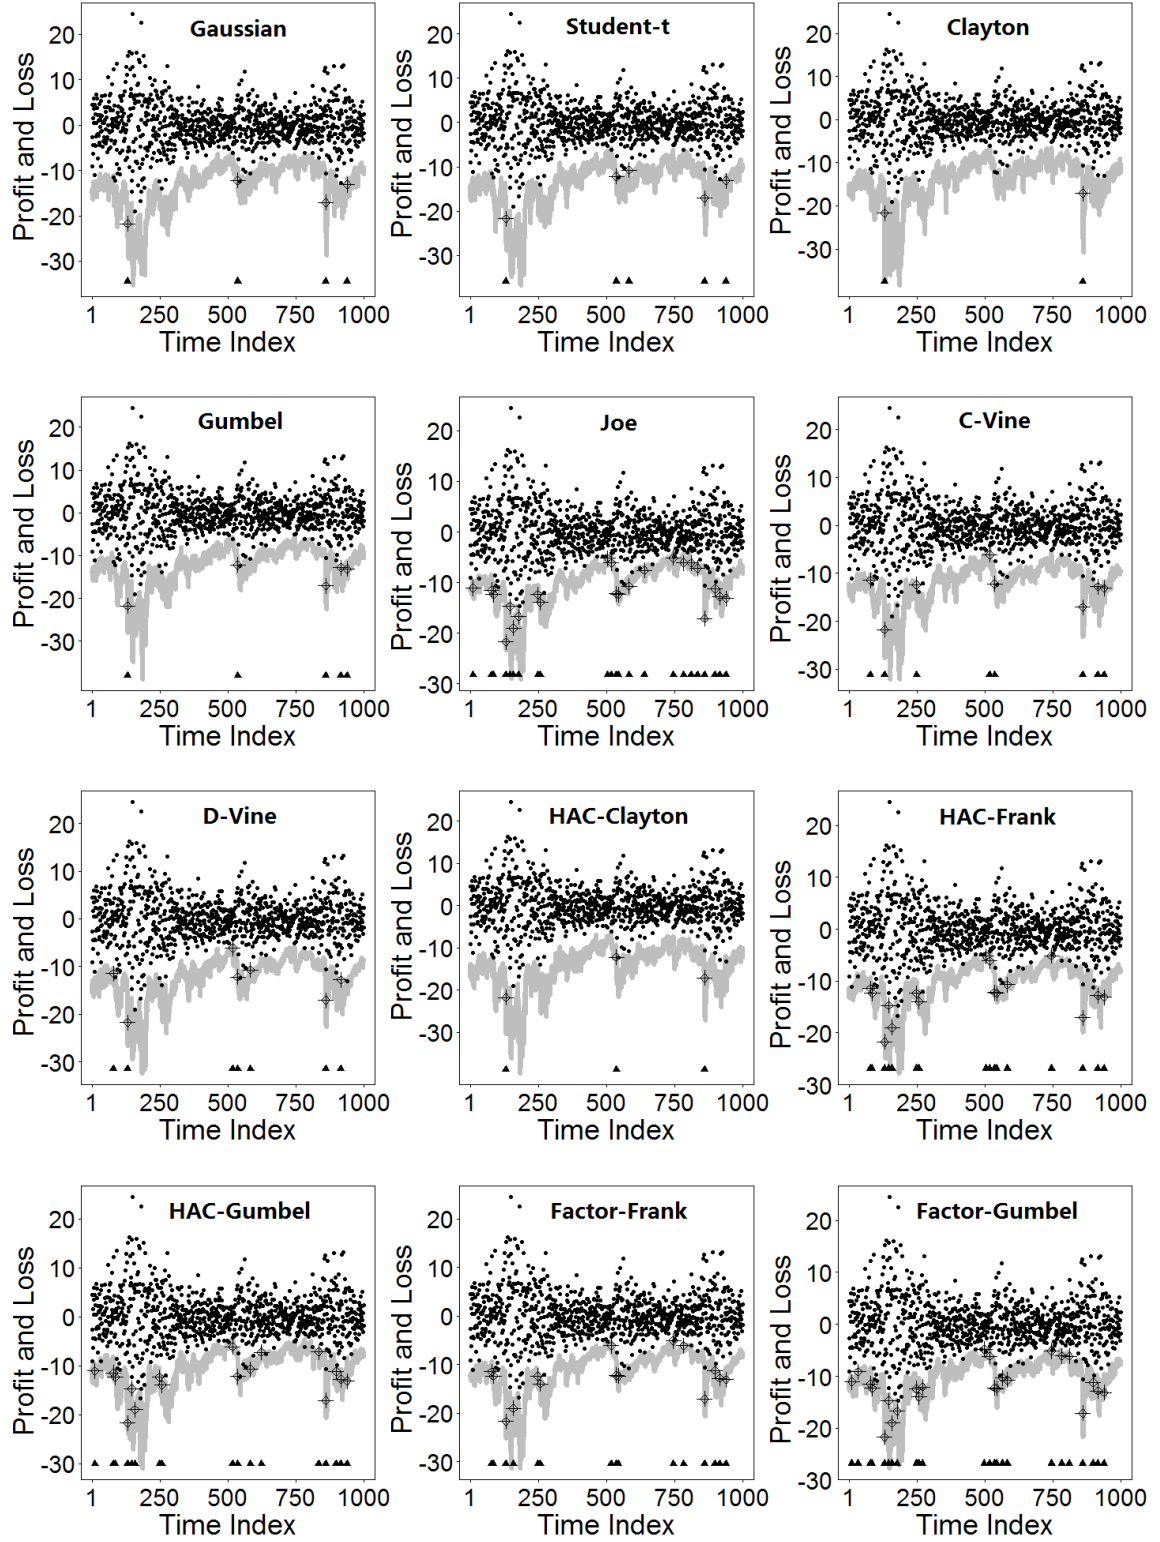 Gaussian
Profit and Loss
20
10
0
-10
-20
-30
1 250 500 750 1000
Time Index
Student-t
Profit and Loss
20
10
0
-10
-20
-30
1 250 500 750 1000
Time Index
Clayton
Profit and Loss
20
10
0
-10
-20
-30
1 250 500 750 1000
Time Index
Gumbel
Profit and Loss
20
10
0
-10
-20
-30
1 250 500 750 1000
Time Index
Joe
Profit and Loss
20
10
0
-10
-20
-30
1 250 500 750 1000
Time Index
C-Vine
Profit and Loss
20
10
0
-10
-20
-30
1 250 500 750 1000
Time Index
D-Vine
Profit and Loss
20
10
0
-10
-20
-30
1 250 500 750 1000
Time Index
HAC-Clayton
Profit and Loss
20
10
0
-10
-20
-30
1 250 500 750 1000
Time Index
HAC-Frank
Profit and Loss
20
10
0
-10
-20
-30
1 250 500 750 1000
Time Index
HAC-Gumbel
Profit and Loss
20
10
0
-10
-20
-30
1 250 500 750 1000
Time Index
Factor-Frank
Profit and Loss
20
10
0
-10
-20
-30
1 250 500 750 1000
Time Index
Factor-Gumbel
Profit and Loss
20
10
0
-10
-20
-30
1 250 500 750 1000
Time Index